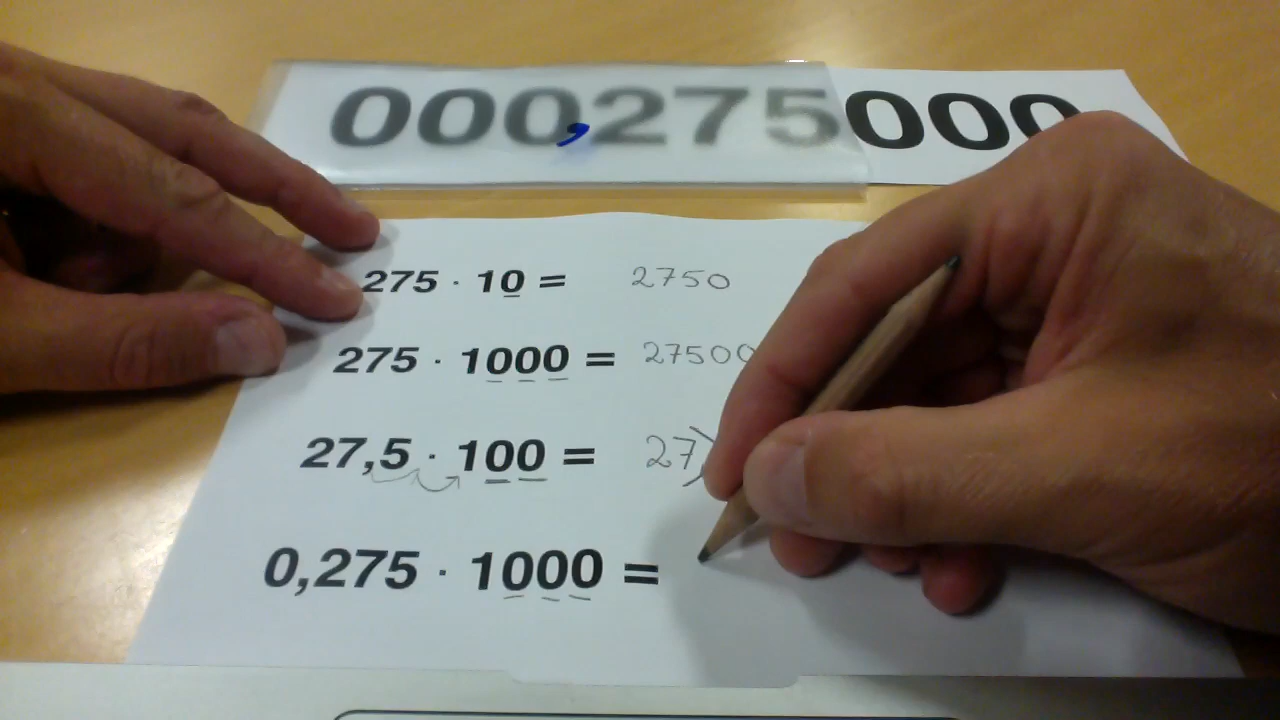 000,275000
275 · 10 = 2750
275 · 1000 = 27500
27,5 · 100 = 27
0,275 · 1000 =